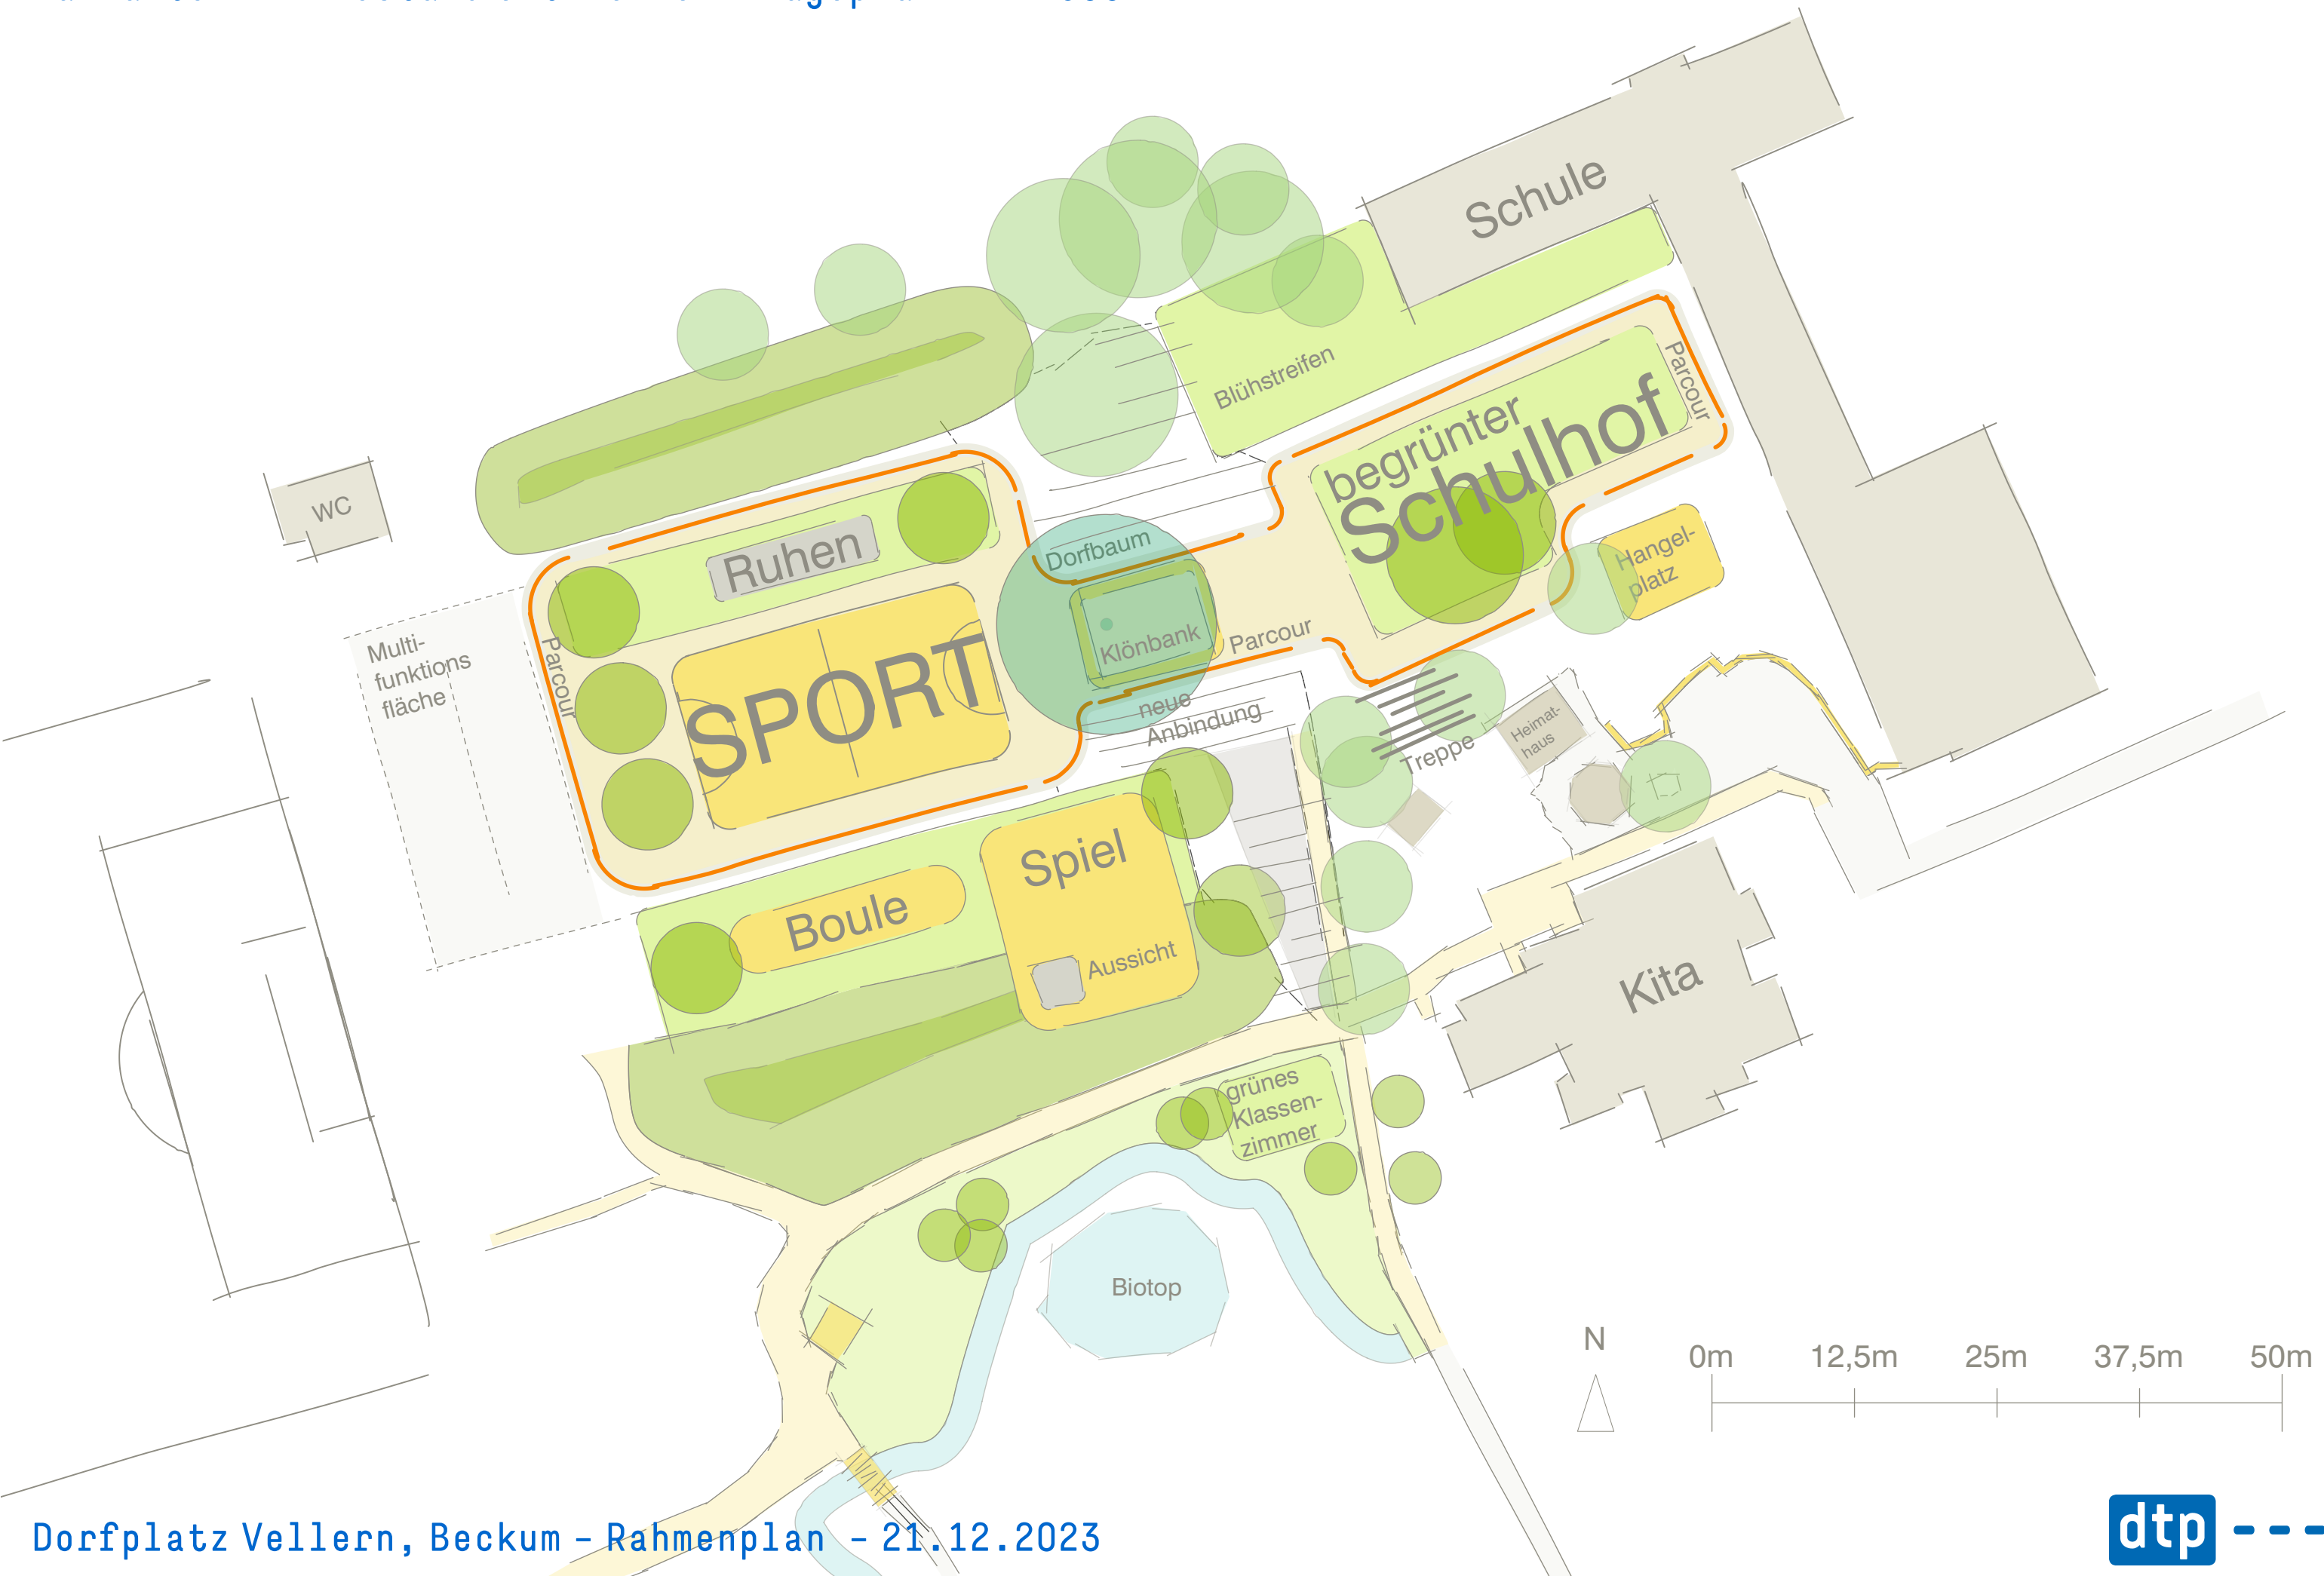 Schule
Blühstreifen
Parcour
begrünter
Schulhof
WC
Ruhen
Dorfbaum
Hangel-
platz
Klönbank
Parcour
Multi-
funktions
fläche
Parcour
SPORT
neue
Anbindung
Treppe
Heimat-
haus
Spiel
Boule
Aussicht
Kita
grünes
Klassen-
zimmer
Biotop
N
0m 12,5m 25m 37,5m 50m
Dorfplatz Vellern, Beckum – Rahmenplan – 21.12.2023
dtp